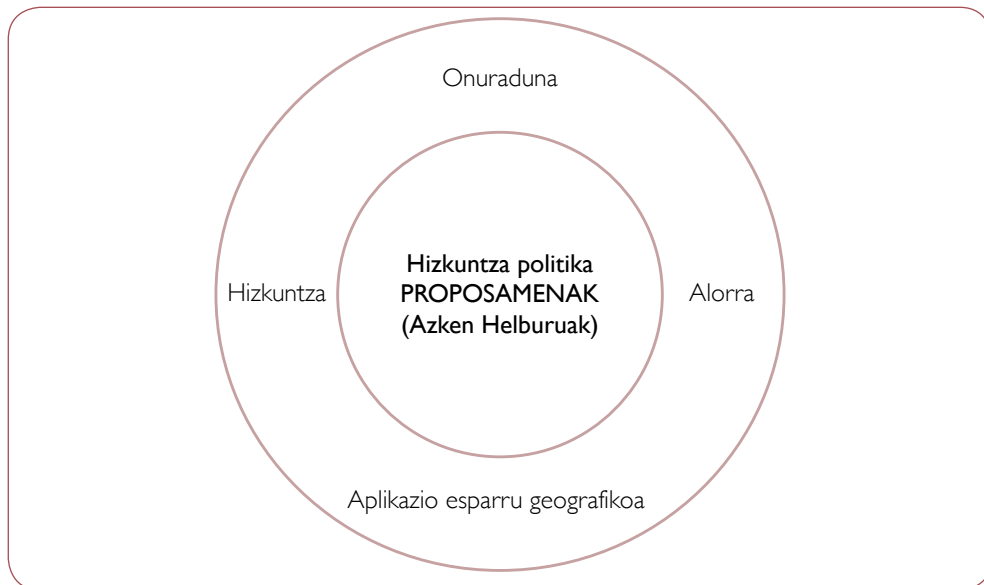 Onuraduna
Hizkuntza politika
PROPOSAMENAK
(Azken Helburuak)
Hizkuntza
Alorra
Aplikazio esparru geografikoa